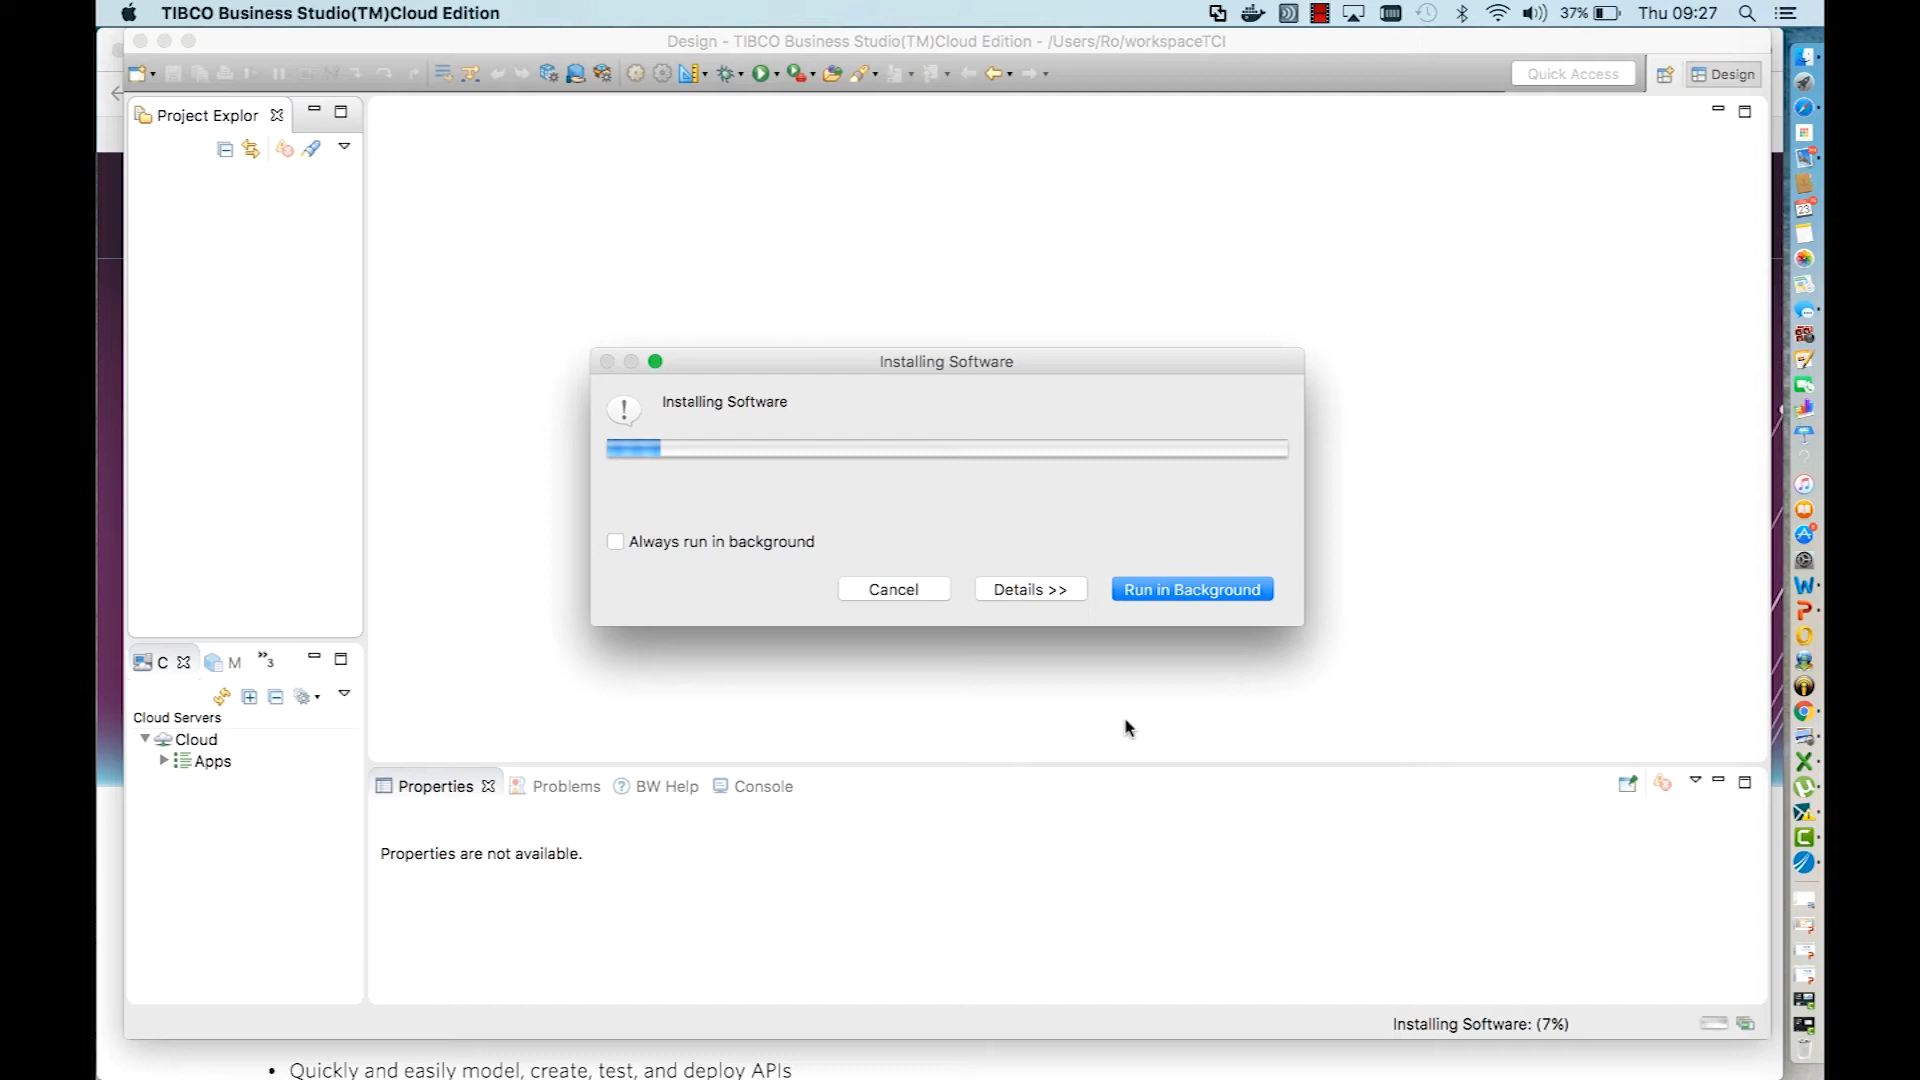 TIBCO Business Studio(TM)Cloud Edition
37%
Thu 09:27
Design - TIBCO Business Studio(TM)Cloud Edition - /Users/Ro/workspaceTCI
Quick Access
Design
Project Explor
Installing Software
Installing Software
Always run in background
Cancel
Details >>
Run in Background
C
M
»3
Cloud Servers
Cloud
Apps
Properties
Problems
BW Help
Console
Properties are not available.
Installing Software: (7%)
• Quickly and easily model, create, test, and deploy APIs